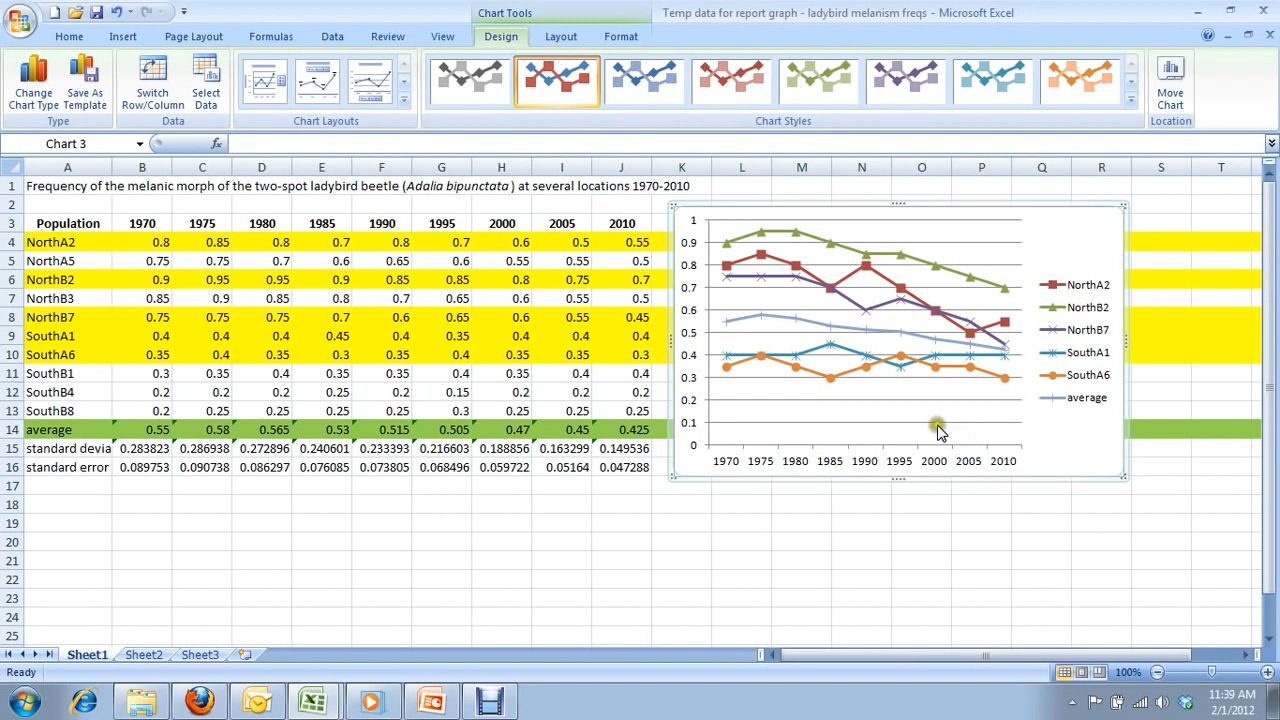 Chart Tools
Temp data for report graph - ladybird melanism freqs - Microsoft Excel
Home Insert Page Layout Formulas Data Review View Design Layout Format
Change Chart Type
Save As Template
Switch Row/Column
Select Data
Move Chart
Type Data Chart Layouts Chart Styles Location
Chart 3 fx
A B C D E F G H I J K L M N O P Q R S T
1 Frequency of the melanic morph of the two-spot ladybird beetle (Adalia bipunctata ) at several locations 1970-2010
2
3 Population 1970 1975 1980 1985 1990 1995 2000 2005 2010
4 NorthA2 0.8 0.85 0.8 0.7 0.8 0.7 0.6 0.5 0.55
5 NorthA5 0.75 0.75 0.7 0.6 0.65 0.6 0.55 0.55 0.5
6 NorthB2 0.9 0.95 0.95 0.9 0.85 0.85 0.8 0.75 0.7
7 NorthB3 0.85 0.9 0.85 0.8 0.7 0.65 0.6 0.55 0.5
8 NorthB7 0.75 0.75 0.75 0.7 0.6 0.65 0.6 0.55 0.45
9 SouthA1 0.4 0.4 0.4 0.45 0.4 0.35 0.4 0.4 0.4
10 SouthA6 0.35 0.4 0.35 0.3 0.35 0.4 0.35 0.35 0.3
11 SouthB1 0.3 0.35 0.4 0.35 0.4 0.35 0.4 0.35 0.4
12 SouthB4 0.2 0.2 0.2 0.25 0.2 0.15 0.2 0.2 0.2
13 SouthB8 0.2 0.25 0.25 0.25 0.2 0.3 0.25 0.25 0.25
14 average 0.55 0.58 0.565 0.53 0.515 0.505 0.47 0.45 0.425
15 standard devia 0.283823 0.286938 0.272896 0.240601 0.233393 0.216603 0.188856 0.163299 0.149536
16 standard error 0.089753 0.090738 0.086297 0.076085 0.073805 0.068496 0.059722 0.05164 0.047288
17
18
19
20
21
22
23
24
25
1
0.9
0.8
0.7
0.6
0.5
0.4
0.3
0.2
0.1
0
1970 1975 1980 1985 1990 1995 2000 2005 2010
NorthA2
NorthB2
NorthB7
SouthA1
SouthA6
average
Sheet1 Sheet2 Sheet3
Ready 100%
11:39 AM
2/1/2012